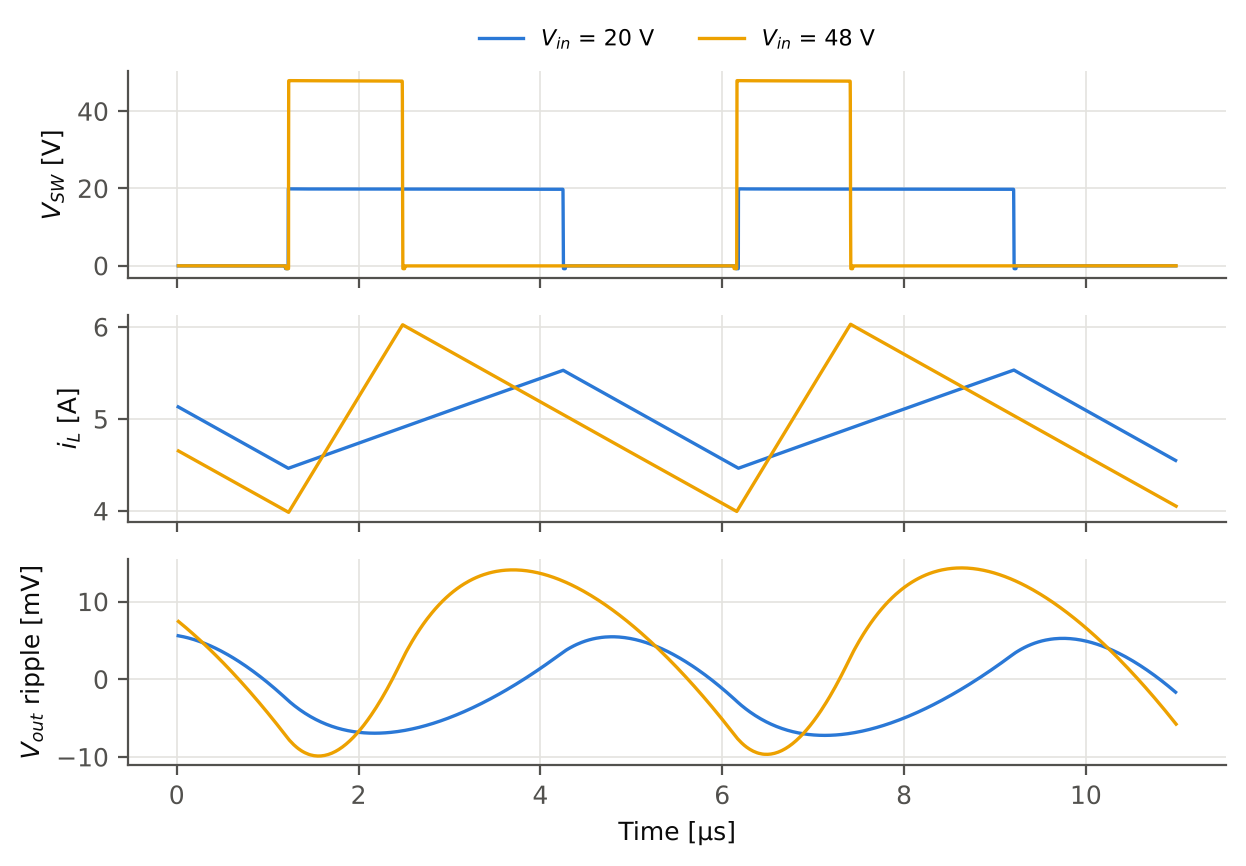 V_in = 20 V
V_in = 48 V
V_SW [V]
40
20
0
i_L [A]
6
5
4
V_out ripple [mV]
10
0
−10
0 2 4 6 8 10
Time [µs]